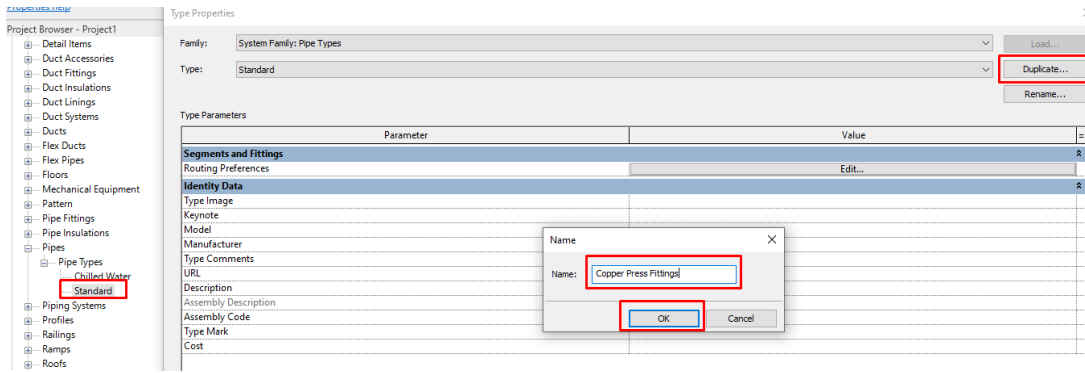 Properties help
Project Browser - Project1
Detail Items
Duct Accessories
Duct Fittings
Duct Insulations
Duct Linings
Duct Systems
Ducts
Flex Ducts
Flex Pipes
Floors
Mechanical Equipment
Pattern
Pipe Fittings
Pipe Insulations
Pipes
Pipe Types
Chilled Water
Standard
Piping Systems
Profiles
Railings
Ramps
Roofs
Type Properties
Family: System Family: Pipe Types Load...
Type: Standard Duplicate...
Rename...
Type Parameters
Parameter Value =
Segments and Fittings
Routing Preferences Edit...
Identity Data
Type Image
Keynote
Model
Manufacturer
Type Comments
URL
Description
Assembly Description
Assembly Code
Type Mark
Cost
Name
Name: Copper Press Fittings
OK Cancel